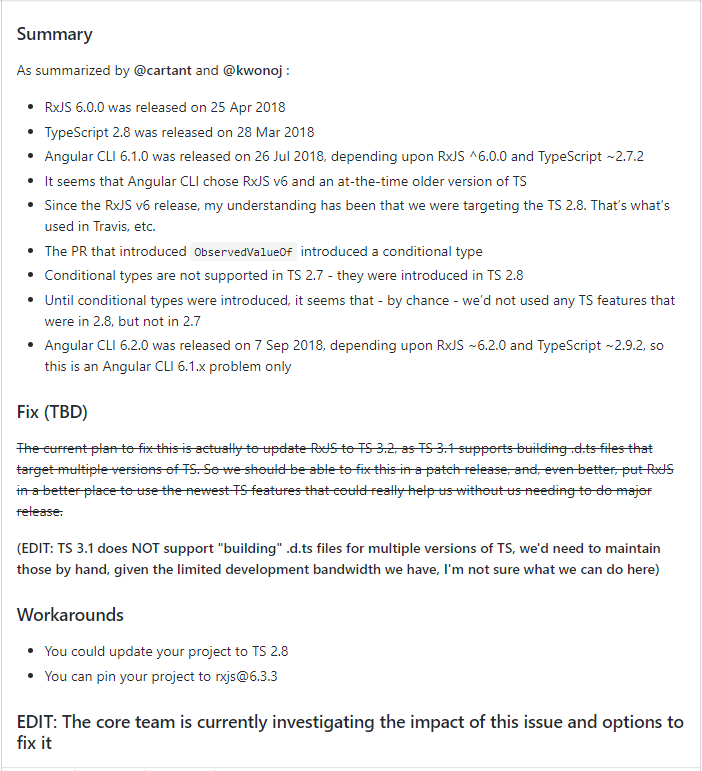 Summary
As summarized by @cartant and @kwonoj :
• RxJS 6.0.0 was released on 25 Apr 2018
• TypeScript 2.8 was released on 28 Mar 2018
• Angular CLI 6.1.0 was released on 26 Jul 2018, depending upon RxJS ^6.0.0 and TypeScript ~2.7.2
• It seems that Angular CLI chose RxJS v6 and an at-the-time older version of TS
• Since the RxJS v6 release, my understanding has been that we were targeting the TS 2.8. That’s what’s
used in Travis, etc.
• The PR that introduced ObservedValueOf introduced a conditional type
• Conditional types are not supported in TS 2.7 - they were introduced in TS 2.8
• Until conditional types were introduced, it seems that - by chance - we’d not used any TS features that
were in 2.8, but not in 2.7
• Angular CLI 6.2.0 was released on 7 Sep 2018, depending upon RxJS ~6.2.0 and TypeScript ~2.9.2, so
this is an Angular CLI 6.1.x problem only
Fix (TBD)
The current plan to fix this is actually to update RxJS to TS 3.2, as TS 3.1 supports building .d.ts files that
target multiple versions of TS. So we should be able to fix this in a patch release, and, even better, put RxJS
in a better place to use the newest TS features that could really help us without us needing to do major
release.
(EDIT: TS 3.1 does NOT support "building" .d.ts files for multiple versions of TS, we'd need to maintain
those by hand, given the limited development bandwidth we have, I'm not sure what we can do here)
Workarounds
• You could update your project to TS 2.8
• You can pin your project to rxjs@6.3.3
EDIT: The core team is currently investigating the impact of this issue and options to
fix it